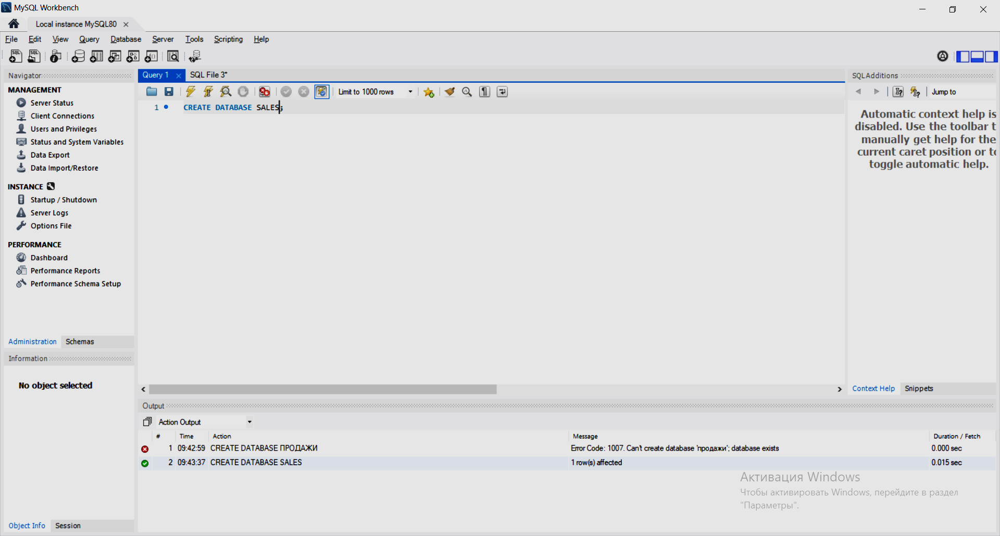 MySQL Workbench
Local instance MySQL80
File Edit View Query Database Server Tools Scripting Help
Navigator
MANAGEMENT
Server Status
Client Connections
Users and Privileges
Status and System Variables
Data Export
Data Import/Restore
INSTANCE
Startup / Shutdown
Server Logs
Options File
PERFORMANCE
Dashboard
Performance Reports
Performance Schema Setup
Administration Schemas
Information
No object selected
Object Info Session
Query 1 SQL File 3*
Limit to 1000 rows
1 CREATE DATABASE SALES;
SQLAdditions
Jump to
Automatic context help is
disabled. Use the toolbar t
manually get help for the
current caret position or to
toggle automatic help.
Context Help Snippets
Output
Action Output
# Time Action Message Duration / Fetch
1 09:42:59 CREATE DATABASE ПРОДАЖИ Error Code: 1007. Can't create database 'продажи'; database exists 0.000 sec
2 09:43:37 CREATE DATABASE SALES 1 row(s) affected 0.015 sec
Активация Windows
Чтобы активировать Windows, перейдите в раздел
"Параметры".